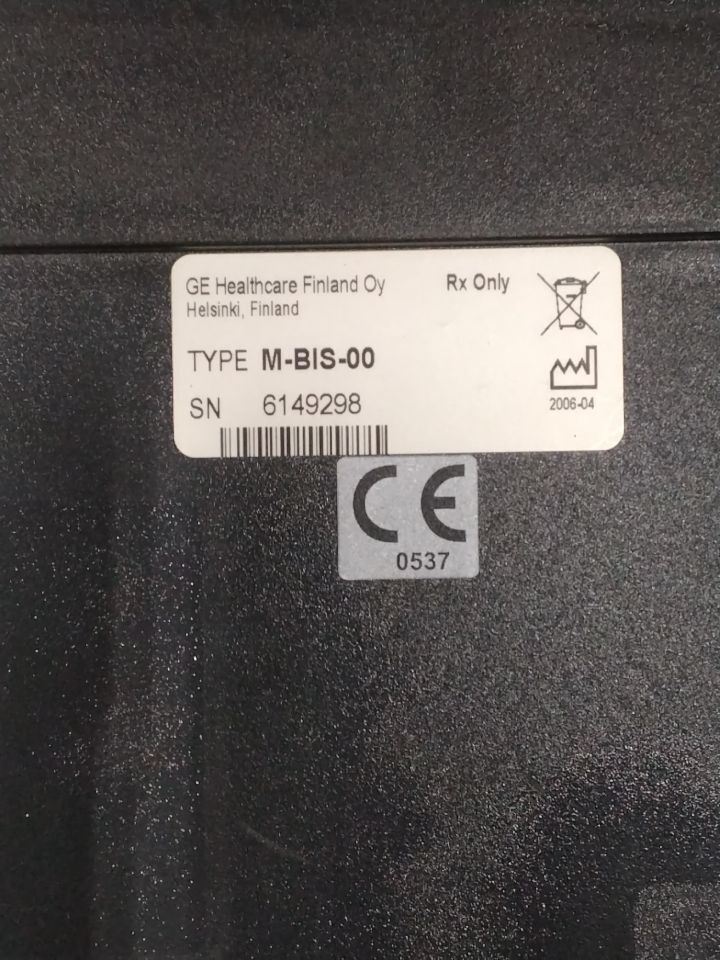 GE Healthcare Finland Oy
Rx Only
Helsinki, Finland
TYPE M-BIS-00
SN 6149298
2006-04
CE
0537